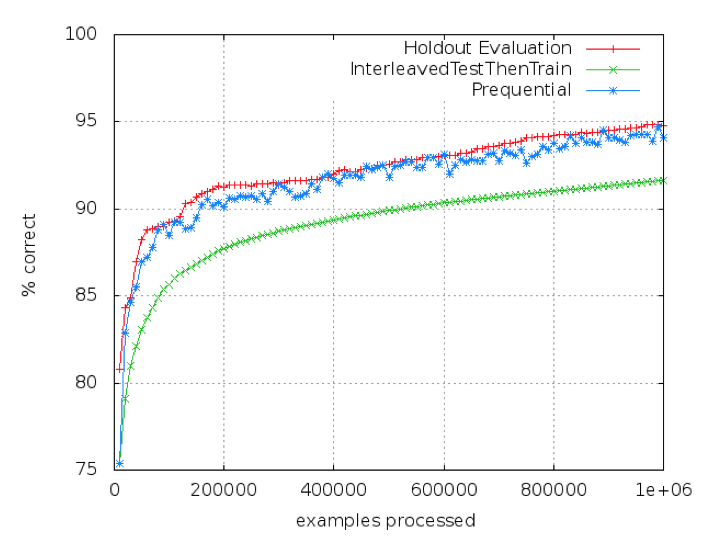 100
95
90
85
80
75
% correct
Holdout Evaluation
InterleavedTestThenTrain
Prequential
0 200000 400000 600000 800000 1e+06
examples processed